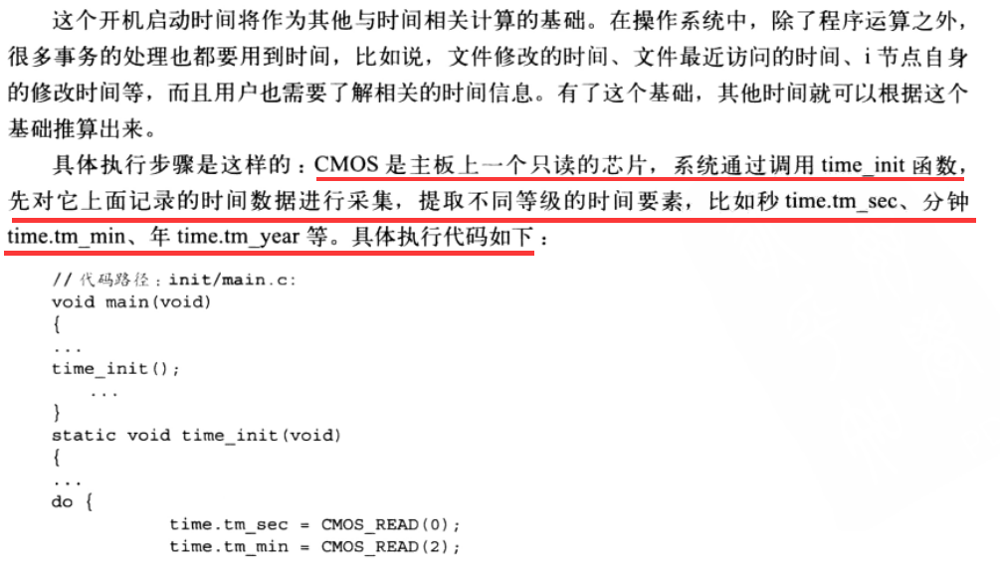 这个开机启动时间将作为其他与时间相关计算的基础。在操作系统中，除了程序运算之外，
很多事务的处理也都要用到时间，比如说，文件修改的时间、文件最近访问的时间、i 节点自身
的修改时间等，而且用户也需要了解相关的时间信息。有了这个基础，其他时间就可以根据这个
基础推算出来。
具体执行步骤是这样的：CMOS 是主板上一个只读的芯片，系统通过调用 time_init 函数，
先对它上面记录的时间数据进行采集，提取不同等级的时间要素，比如秒 time.tm_sec、分钟
time.tm_min、年 time.tm_year 等。具体执行代码如下：
// 代码路径：init/main.c:
void main(void)
{
...
time_init();
...
}
static void time_init(void)
{
...
do {
time.tm_sec = CMOS_READ(0);
time.tm_min = CMOS_READ(2);